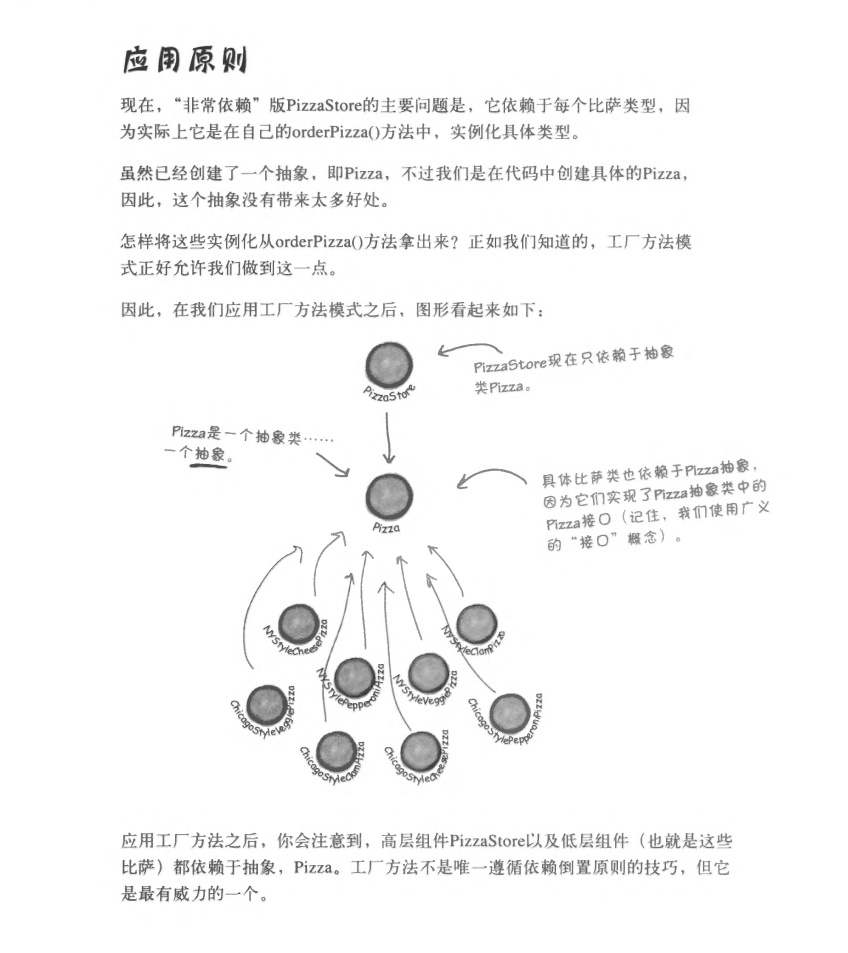 应用原则
现在，“非常依赖”版PizzaStore的主要问题是，它依赖于每个比萨类型，因
为实际上它是在自己的orderPizza()方法中，实例化具体类型。
虽然已经创建了一个抽象，即Pizza，不过我们是在代码中创建具体的Pizza，
因此，这个抽象没有带来太多好处。
怎样将这些实例化从orderPizza()方法拿出来？正如我们知道的，工厂方法模
式正好允许我们做到这一点。
因此，在我们应用工厂方法模式之后，图形看起来如下：
PizzaStore现在只依赖于抽象
类Pizza。
PizzaStore
Pizza是一个抽象类……
一个抽象。
具体比萨类也依赖于Pizza抽象，
因为它们实现了Pizza抽象类中的
Pizza接口（记住，我们使用广义
的“接口”概念）。
Pizza
NYStyleCheesePizza
NYStyleClamPizza
NYStylePepperoniPizza
NYStyleVeggiePizza
ChicagoStyleVeggiePizza
ChicagoStylePepperoniPizza
ChicagoStyleClamPizza
ChicagoStyleCheesePizza
应用工厂方法之后，你会注意到，高层组件PizzaStore以及低层组件（也就是这些
比萨）都依赖于抽象，Pizza。工厂方法不是唯一遵循依赖倒置原则的技巧，但它
是最有威力的一个。